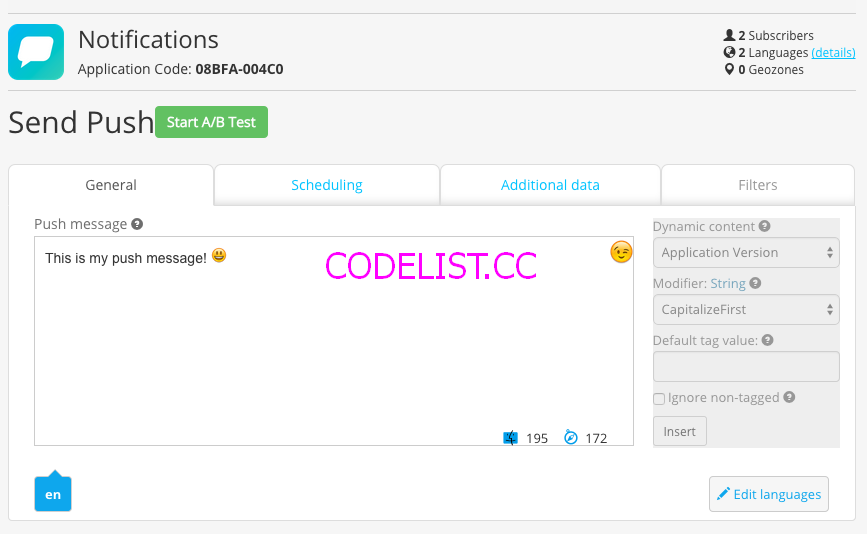 Notifications
Application Code: 08BFA-004C0
2 Subscribers
2 Languages (details)
0 Geozones
Send Push
Start A/B Test
General
Scheduling
Additional data
Filters
Push message
This is my push message! 😃
CODELIST.CC
195
172
Dynamic content
Application Version
Modifier: String
CapitalizeFirst
Default tag value:
Ignore non-tagged
Insert
en
Edit languages